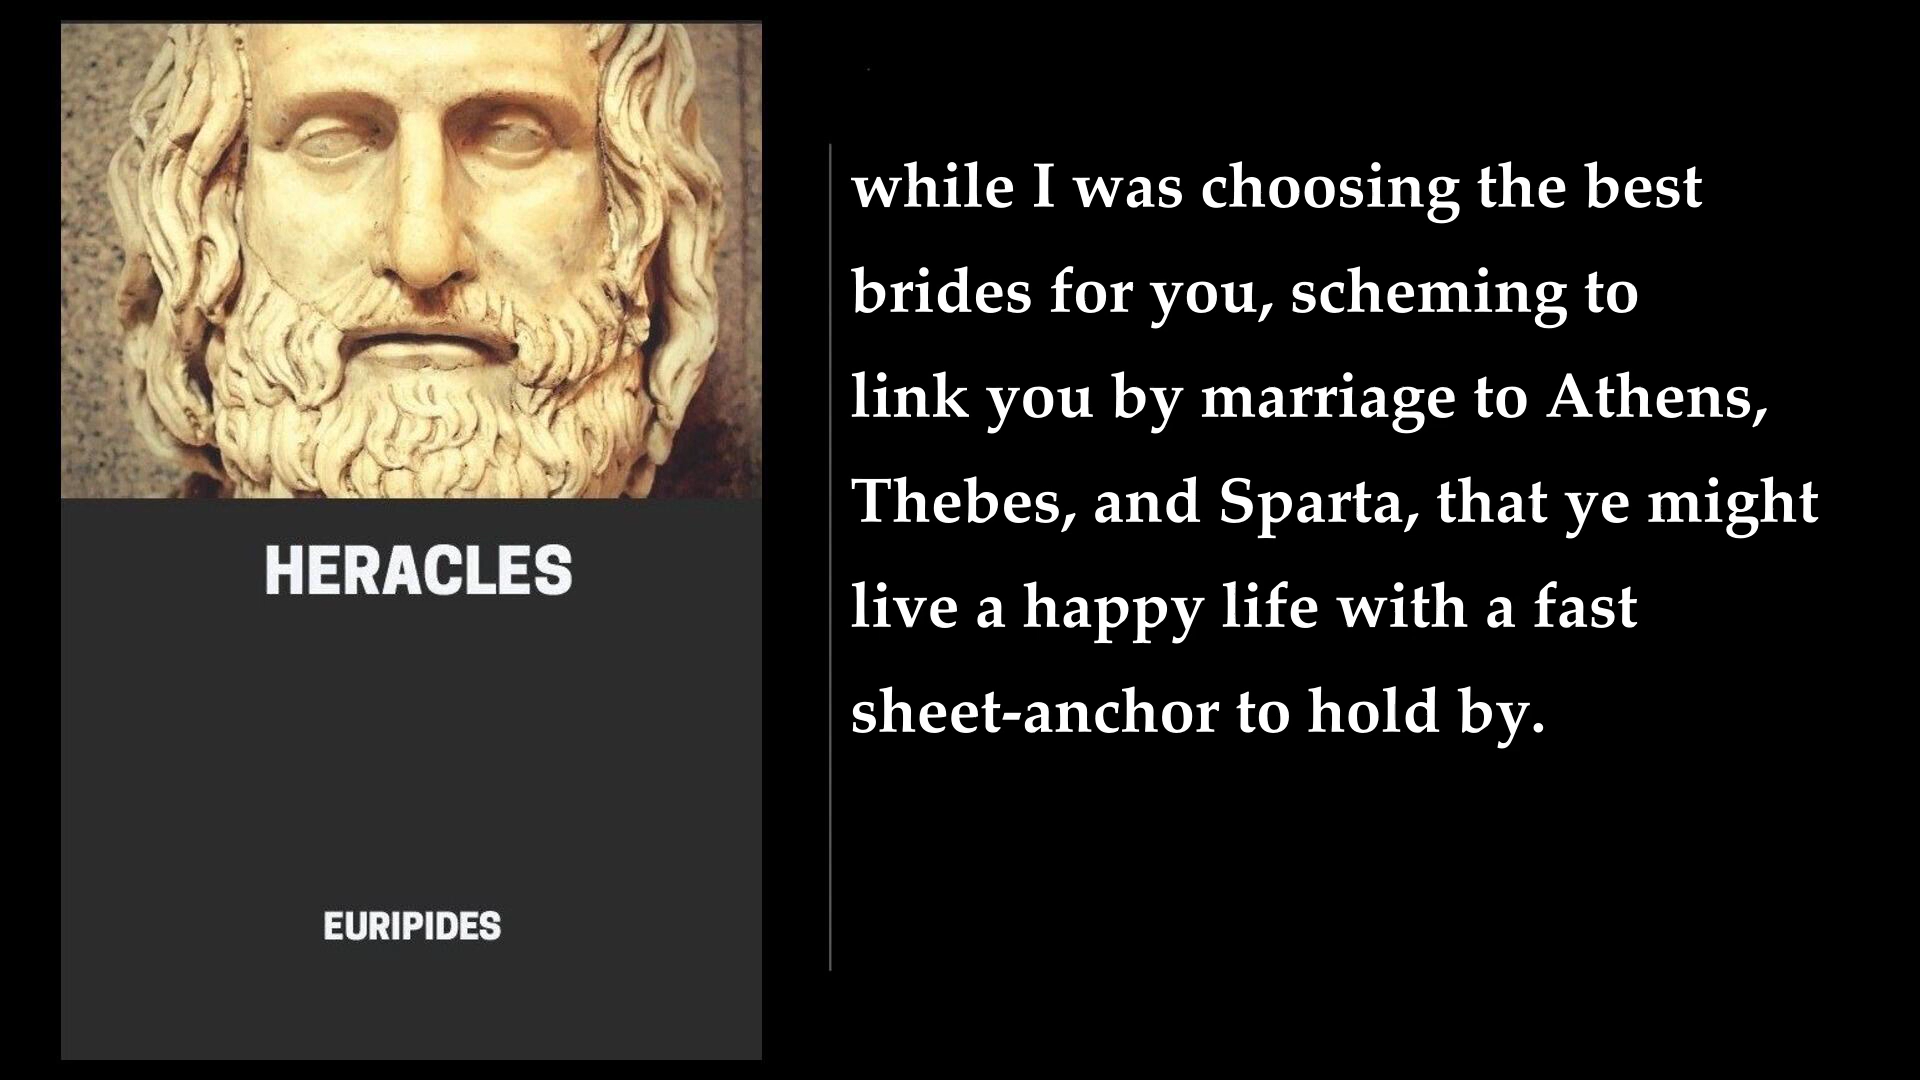 HERACLES
EURIPIDES
while I was choosing the best
brides for you, scheming to
link you by marriage to Athens,
Thebes, and Sparta, that ye might
live a happy life with a fast
sheet-anchor to hold by.